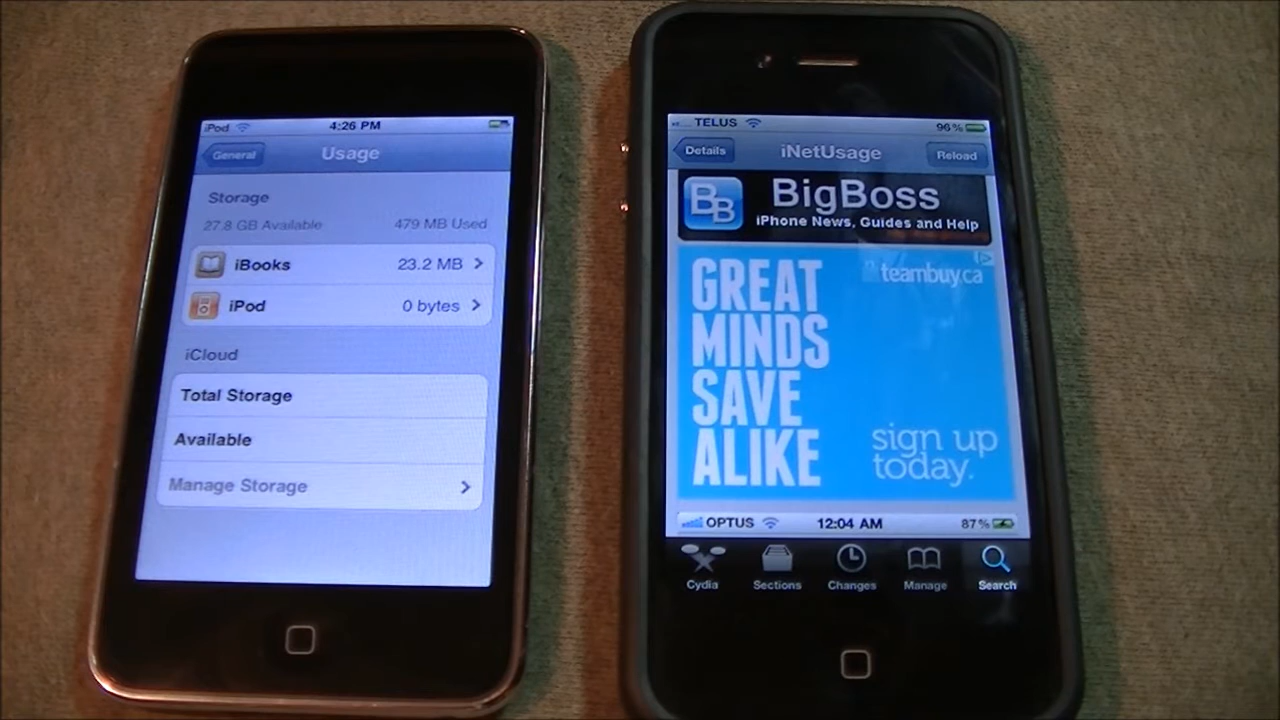 iPod
4:26 PM
General
Usage
Storage
27.8 GB Available
479 MB Used
iBooks
23.2 MB
iPod
0 bytes
iCloud
Total Storage
Available
Manage Storage
TELUS
96%
Details
iNetUsage
Reload
BB
BigBoss
iPhone News, Guides and Help
GREAT
MINDS
SAVE
ALIKE
teambuy.ca
sign up
today.
OPTUS
12:04 AM
87%
Cydia
Sections
Changes
Manage
Search